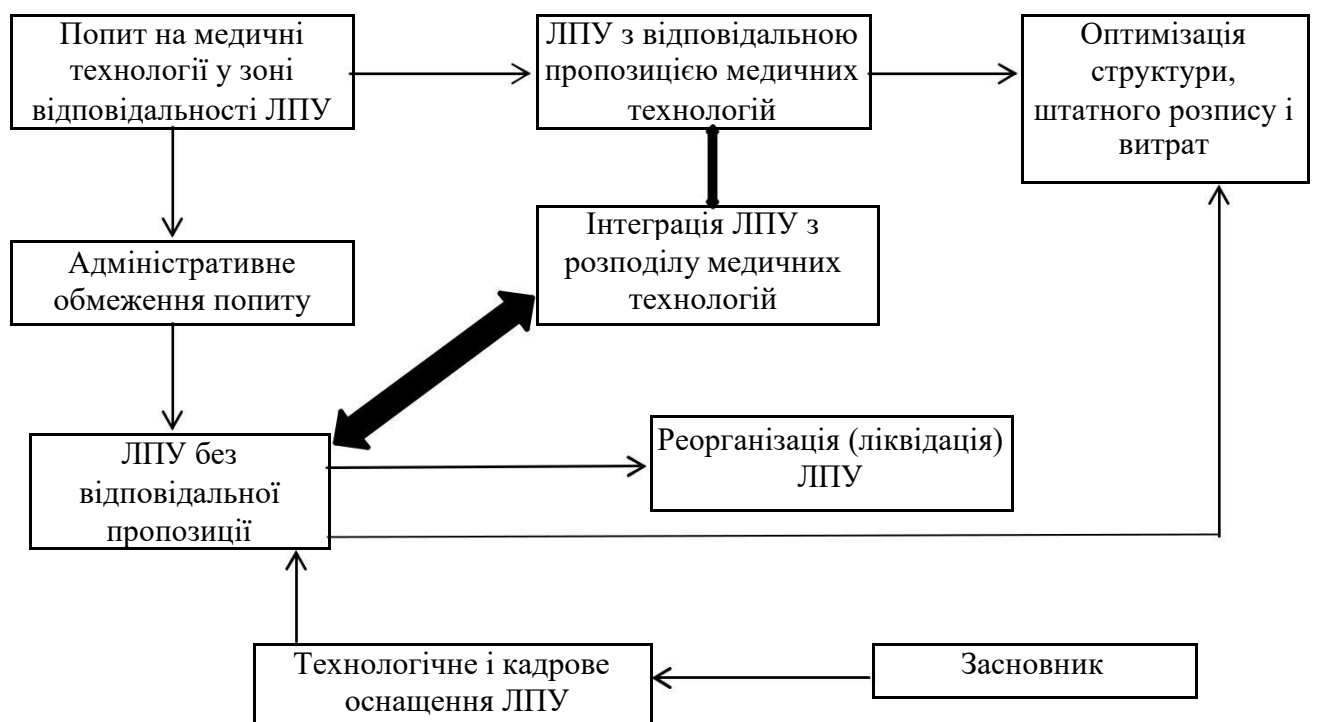 Попит на медичні
технології у зоні
відповідальності ЛПУ
ЛПУ з відповідальною
пропозицією медичних
технологій
Оптимізація
структури,
штатного розпису і
витрат
Адміністративне
обмеження попиту
Інтеграція ЛПУ з
розподілу медичних
технологій
ЛПУ без
відповідальної
пропозиції
Реорганізація (ліквідація)
ЛПУ
Технологічне і кадрове
оснащення ЛПУ
Засновник